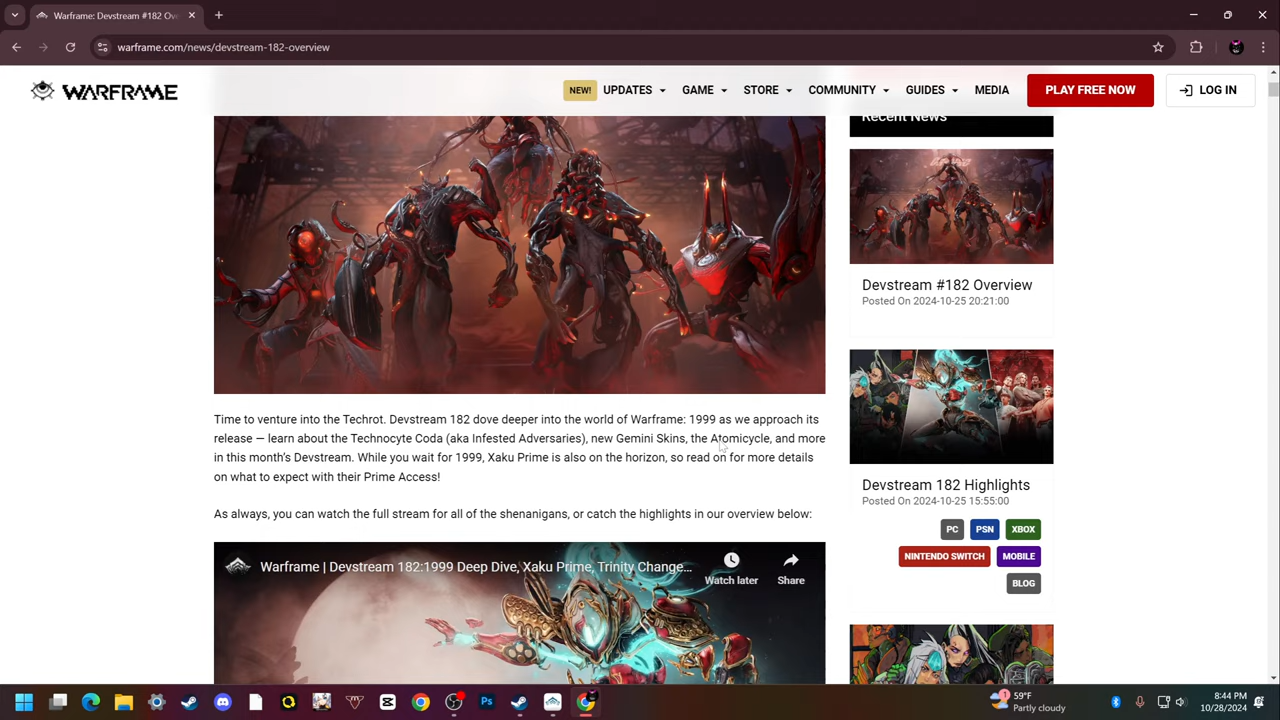 Warframe: Devstream #182 Ov
warframe.com/news/devstream-182-overview
WARFRAME
NEW! UPDATES GAME STORE COMMUNITY GUIDES MEDIA PLAY FREE NOW LOG IN
Recent News
Devstream #182 Overview
Posted On 2024-10-25 20:21:00
Time to venture into the Techrot. Devstream 182 dove deeper into the world of Warframe: 1999 as we approach its
release — learn about the Technocyte Coda (aka Infested Adversaries), new Gemini Skins, the Atomicycle, and more
in this month's Devstream. While you wait for 1999, Xaku Prime is also on the horizon, so read on for more details
on what to expect with their Prime Access!
As always, you can watch the full stream for all of the shenanigans, or catch the highlights in our overview below:
Devstream 182 Highlights
Posted On 2024-10-25 15:55:00
PC PSN XBOX
NINTENDO SWITCH MOBILE
BLOG
Warframe | Devstream 182:1999 Deep Dive, Xaku Prime, Trinity Change...
Watch later
Share
Ps
1
59°F
Partly cloudy
8:44 PM
10/28/2024